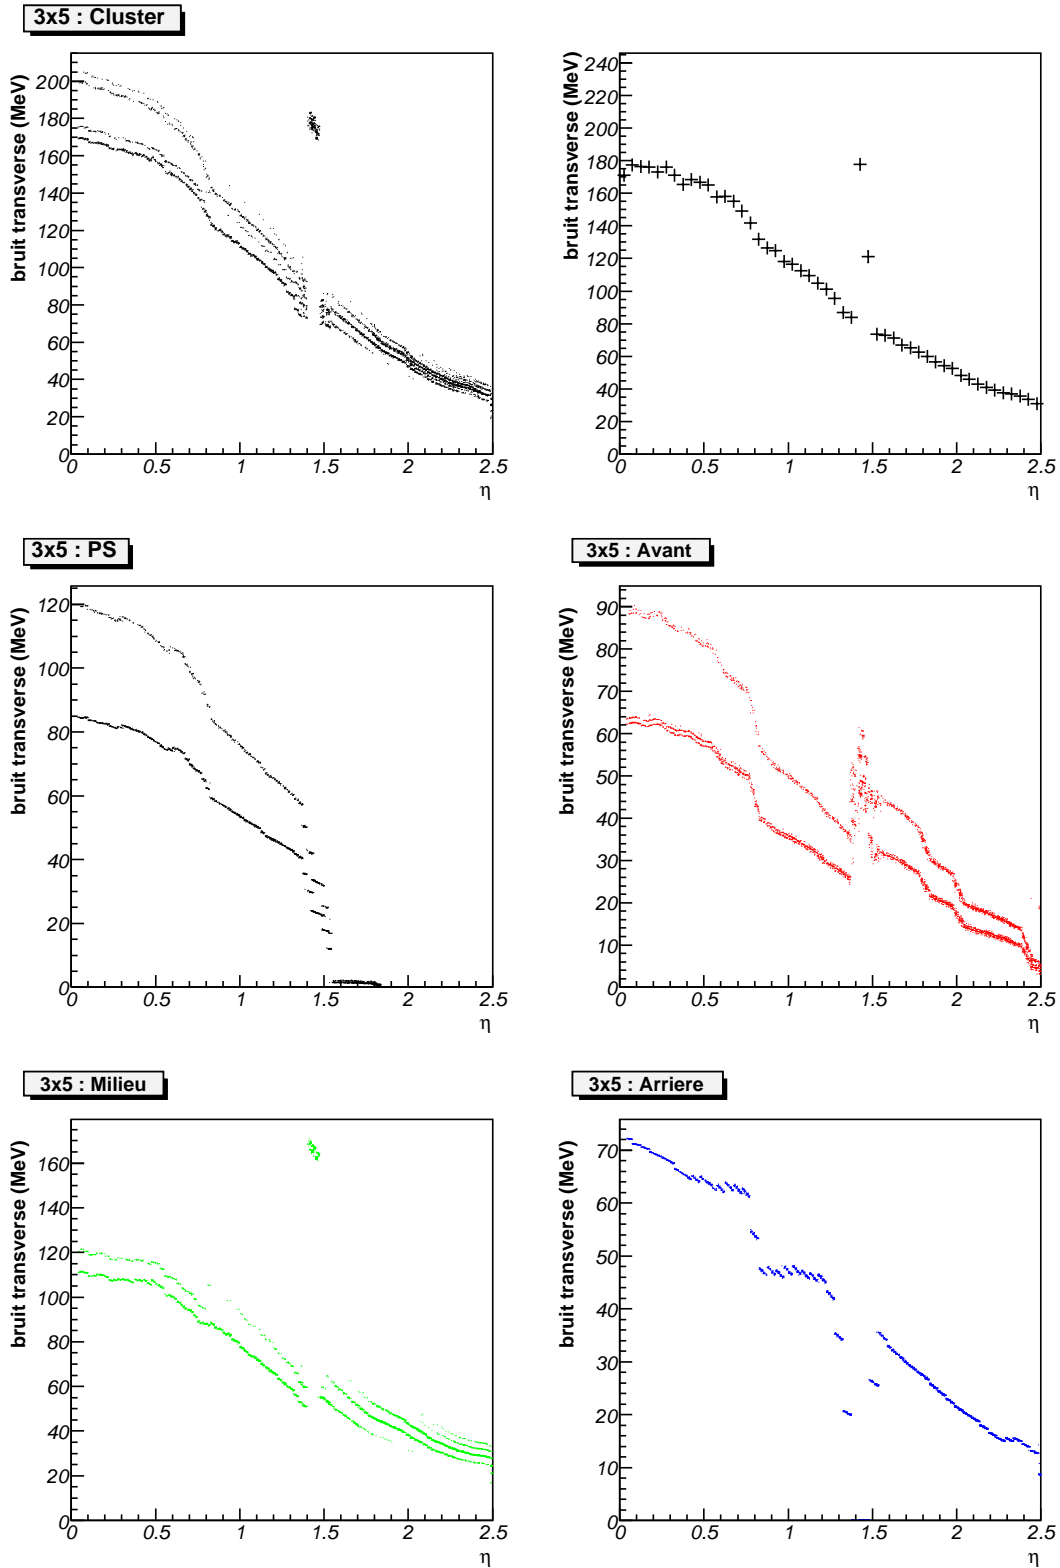 3x5 : Cluster
bruit transverse (MeV)
200
180
160
140
120
100
80
60
40
20
0
0 0.5 1 1.5 2 2.5
η
bruit transverse (MeV)
240
220
200
180
160
140
120
100
80
60
40
20
0
0 0.5 1 1.5 2 2.5
η
3x5 : PS
bruit transverse (MeV)
120
100
80
60
40
20
0
0 0.5 1 1.5 2 2.5
η
3x5 : Avant
bruit transverse (MeV)
90
80
70
60
50
40
30
20
10
0
0 0.5 1 1.5 2 2.5
η
3x5 : Milieu
bruit transverse (MeV)
160
140
120
100
80
60
40
20
0
0 0.5 1 1.5 2 2.5
η
3x5 : Arriere
bruit transverse (MeV)
70
60
50
40
30
20
10
0
0 0.5 1 1.5 2 2.5
η